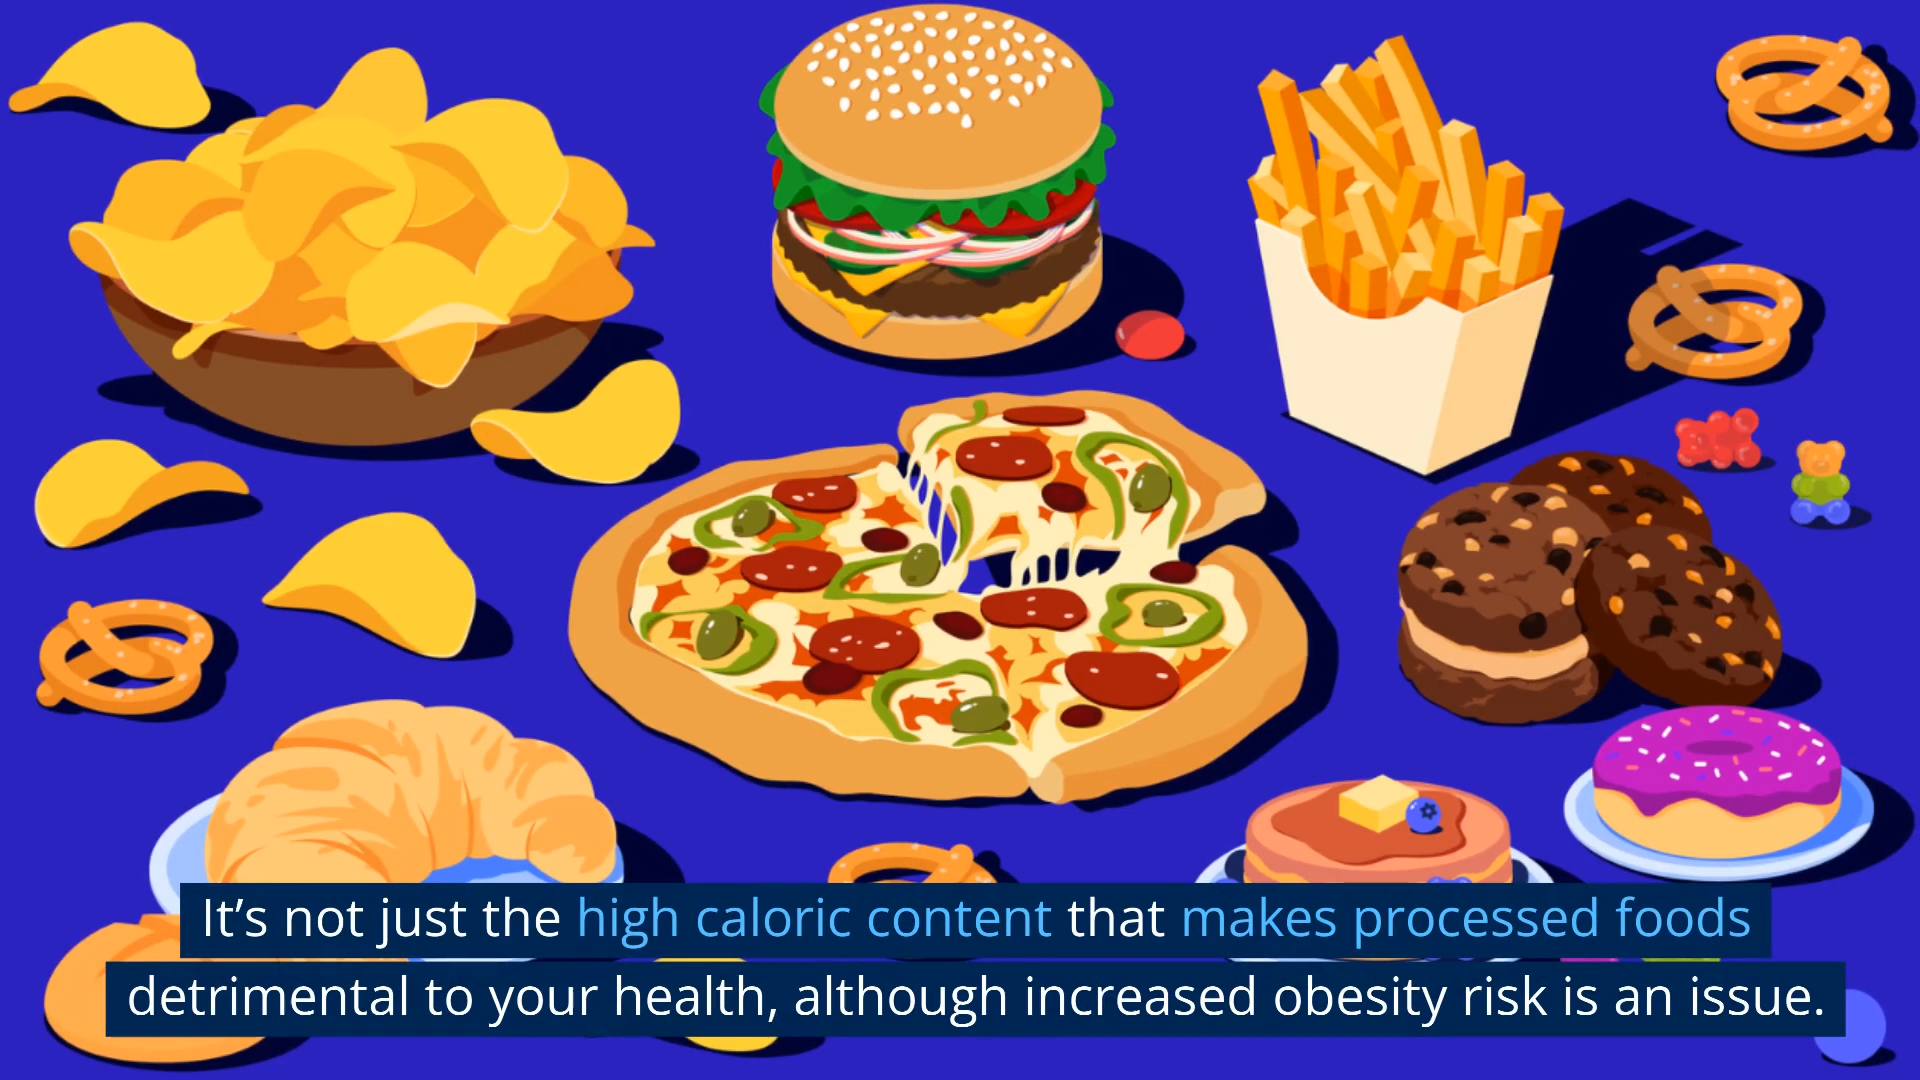 It’s not just the high caloric content that makes processed foods
detrimental to your health, although increased obesity risk is an issue.